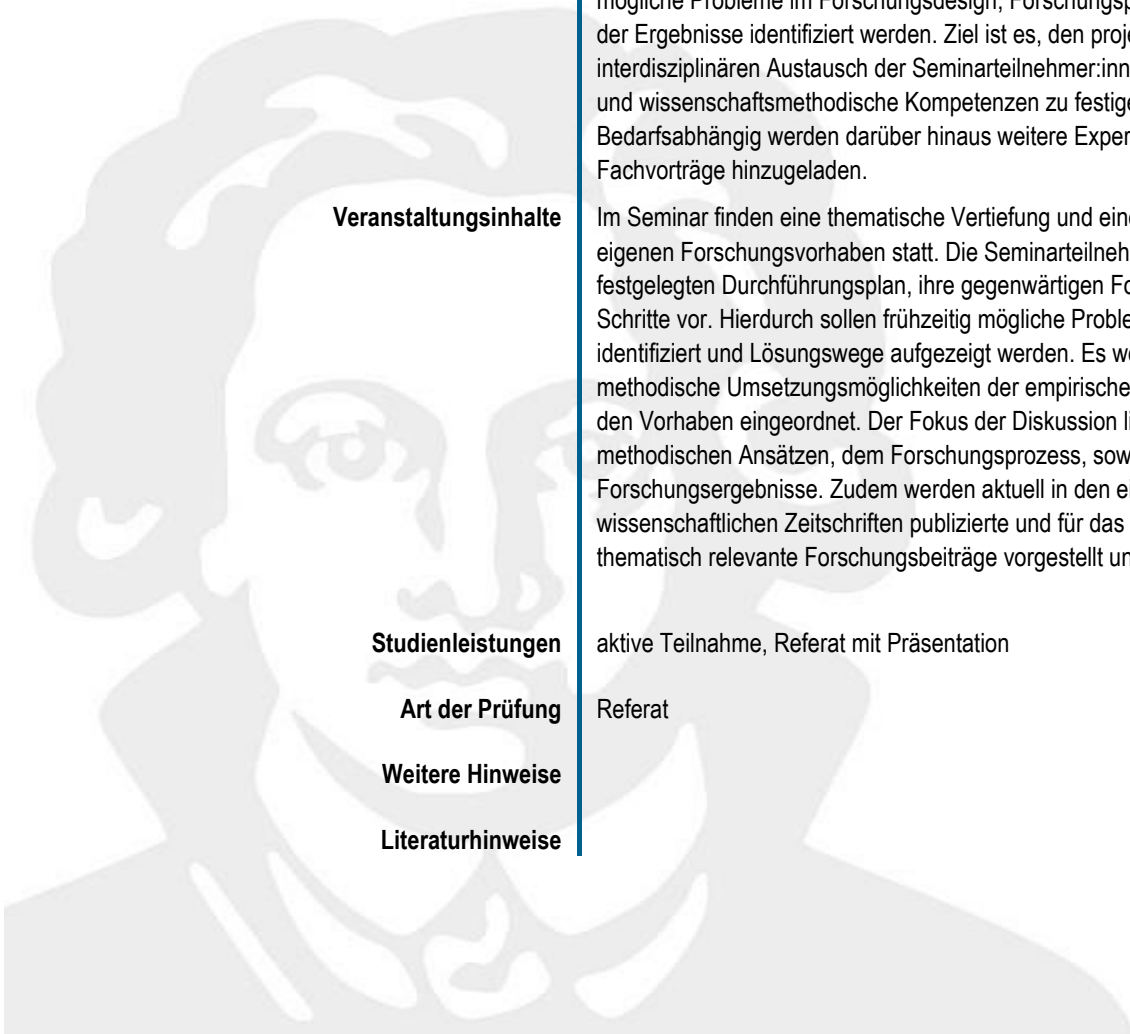 mögliche Probleme im Forschungsdesign, Forschungsp
der Ergebnisse identifiziert werden. Ziel ist es, den proje
interdisziplinären Austausch der Seminarteilnehmer:inn
und wissenschaftsmethodische Kompetenzen zu festige
Bedarfsabhängig werden darüber hinaus weitere Exper
Fachvorträge hinzugeladen.
Veranstaltungsinhalte Im Seminar finden eine thematische Vertiefung und eine
eigenen Forschungsvorhaben statt. Die Seminarteilneh
festgelegten Durchführungsplan, ihre gegenwärtigen Fo
Schritte vor. Hierdurch sollen frühzeitig mögliche Proble
identifiziert und Lösungswege aufgezeigt werden. Es we
methodische Umsetzungsmöglichkeiten der empirische
den Vorhaben eingeordnet. Der Fokus der Diskussion li
methodischen Ansätzen, dem Forschungsprozess, sow
Forschungsergebnisse. Zudem werden aktuell in den ei
wissenschaftlichen Zeitschriften publizierte und für das
thematisch relevante Forschungsbeiträge vorgestellt un
Studienleistungen aktive Teilnahme, Referat mit Präsentation
Art der Prüfung Referat
Weitere Hinweise
Literaturhinweise